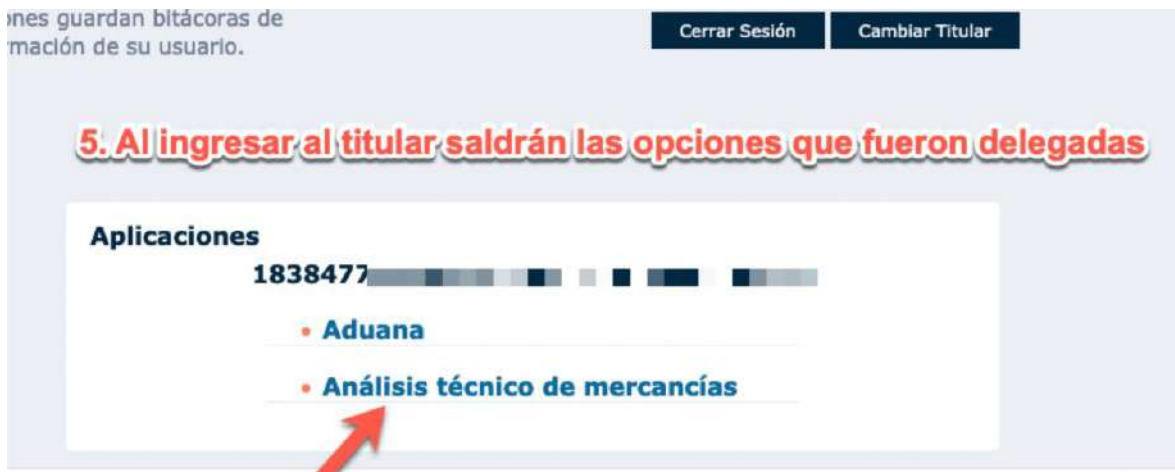 ones guardan bitácoras de
rmación de su usuario.
Cerrar Sesión
Cambiar Titular
5. Al ingresar al titular saldrán las opciones que fueron delegadas
Aplicaciones
1838477
• Aduana
• Análisis técnico de mercancías